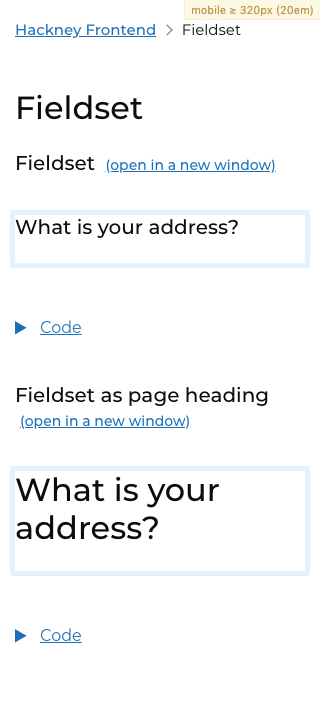 mobile ≥ 320px (20em)
Hackney Frontend > Fieldset
Fieldset
Fieldset (open in a new window)
What is your address?
Code
Fieldset as page heading
(open in a new window)
What is your
address?
Code